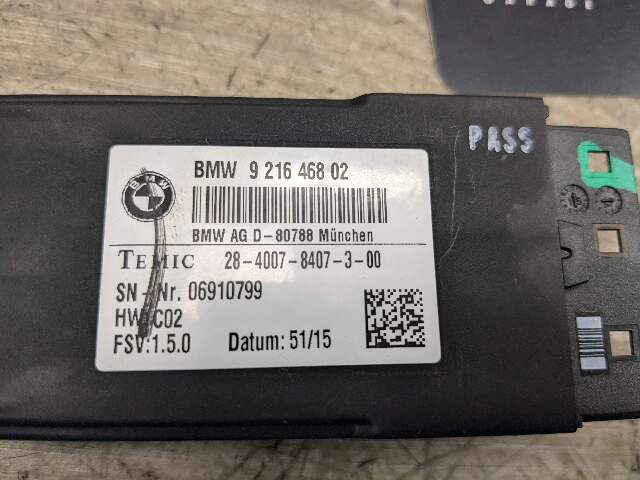 PASS
BMW 9 216 468 02
BMW
BMW AG D-80788 München
TEMIC 28-4007-8407-3-00
SN-Nr. 06910799
HW:C02
FSV:1.5.0 Datum: 51/15